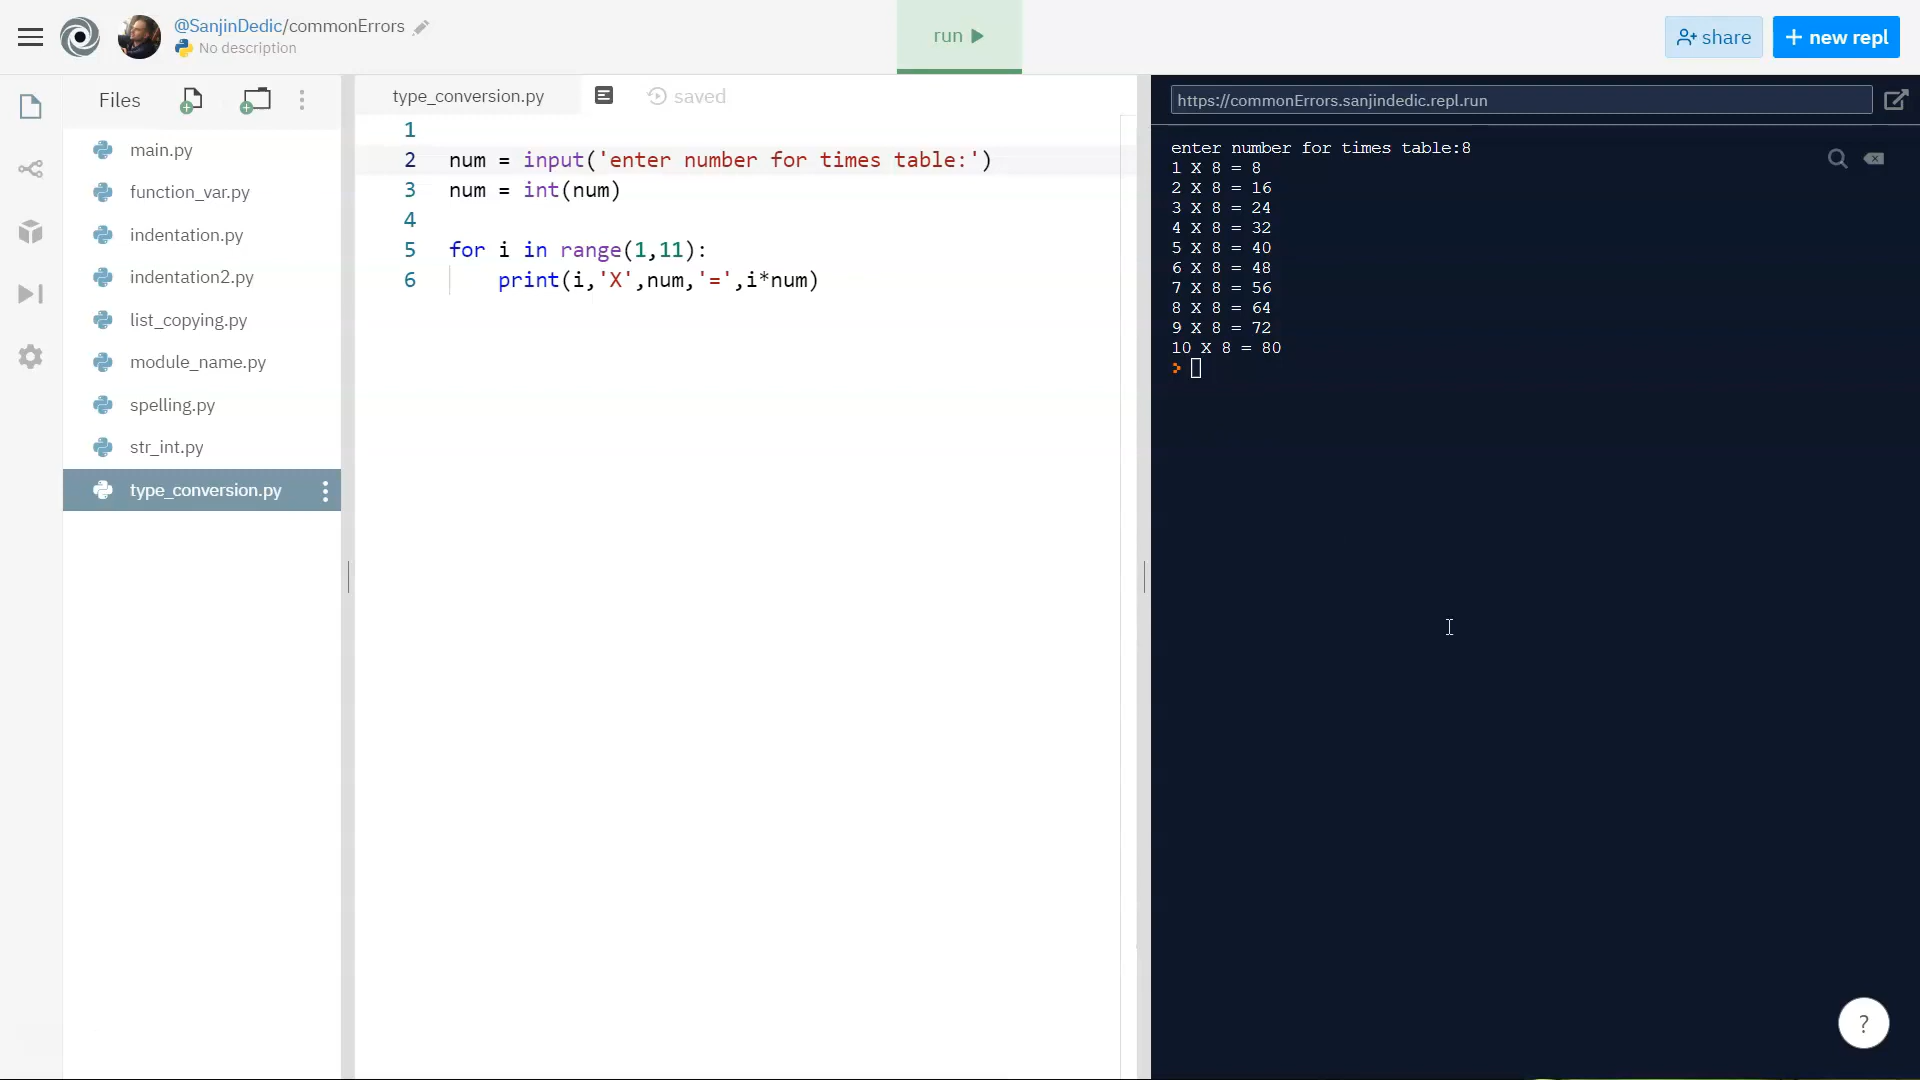 @SanjinDedic/commonErrors
No description
run
share
+ new repl
Files
main.py
function_var.py
indentation.py
indentation2.py
list_copying.py
module_name.py
spelling.py
str_int.py
type_conversion.py
type_conversion.py
saved
1
2 num = input('enter number for times table:')
3 num = int(num)
4
5 for i in range(1,11):
6 print(i,'X',num,'=',i*num)
https://commonErrors.sanjindedic.repl.run
enter number for times table:8
1 X 8 = 8
2 X 8 = 16
3 X 8 = 24
4 X 8 = 32
5 X 8 = 40
6 X 8 = 48
7 X 8 = 56
8 X 8 = 64
9 X 8 = 72
10 X 8 = 80
>
?